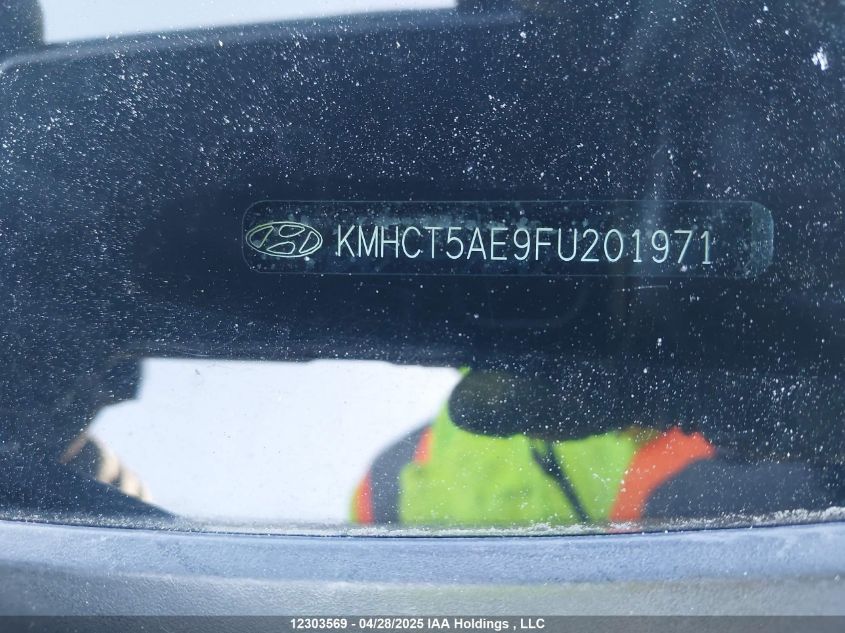 KMHCT5AE9FU201971
12303569 - 04/28/2025 IAA Holdings , LLC